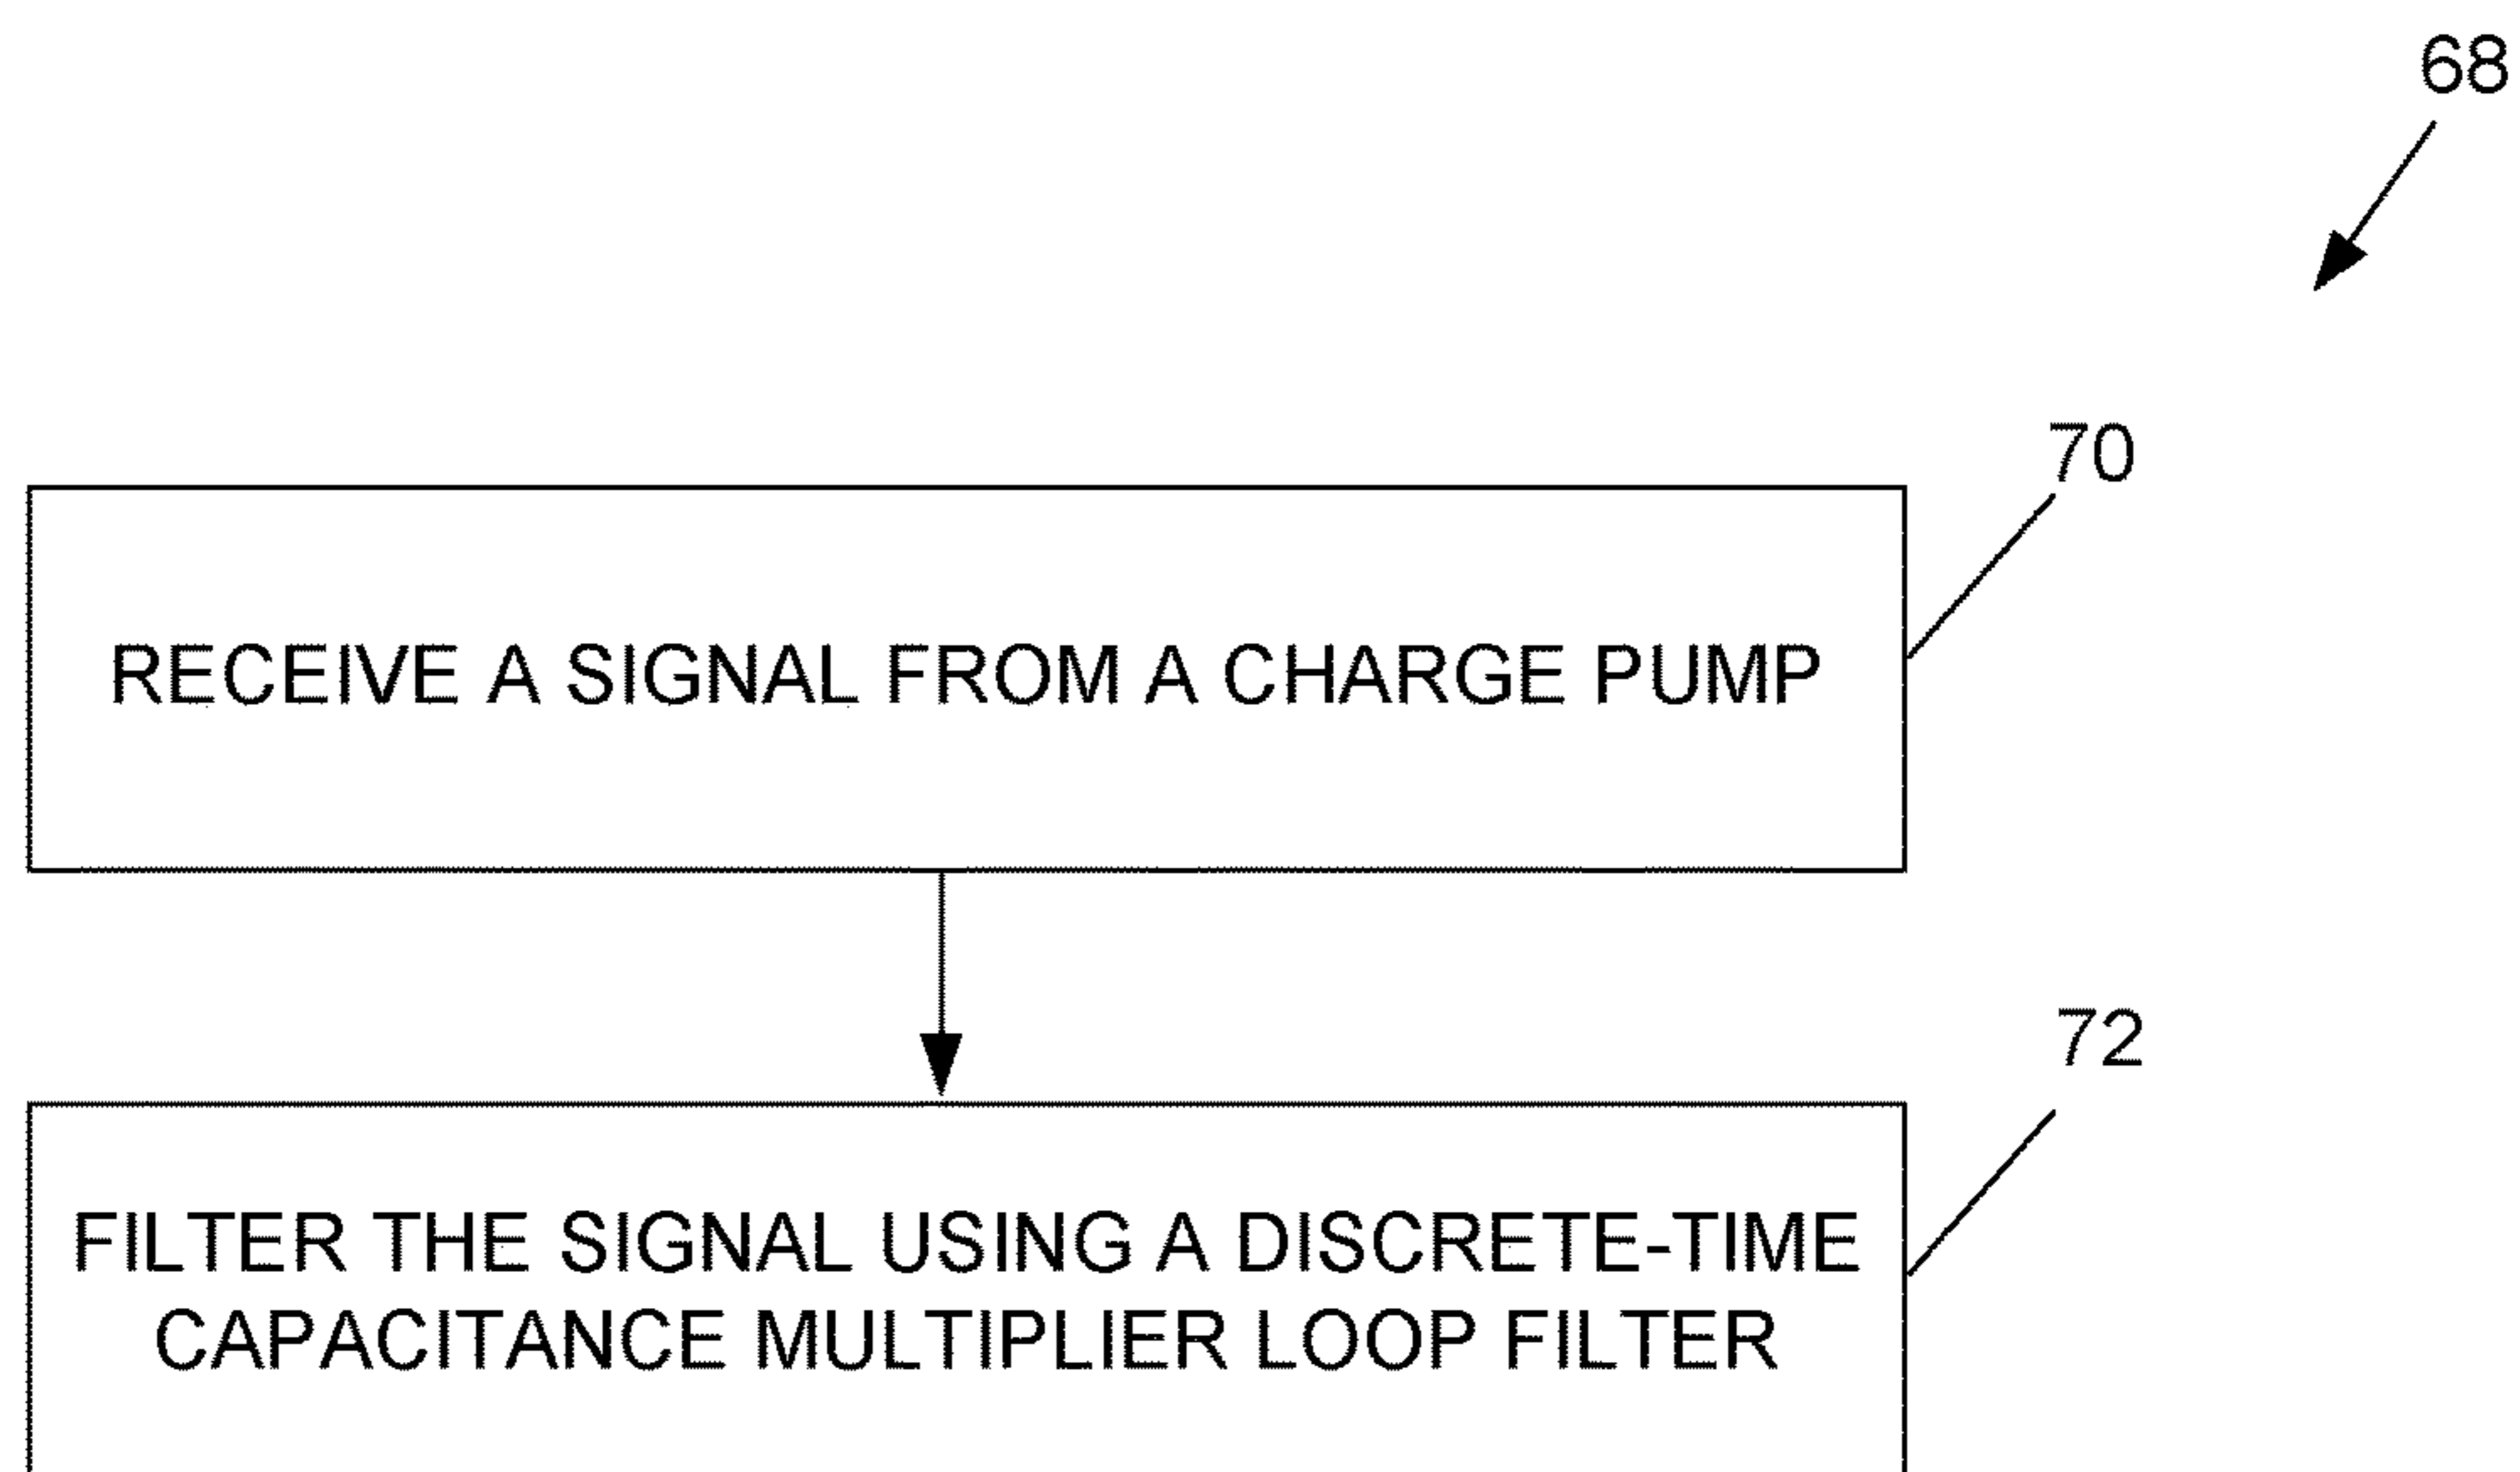 68
70
RECEIVE A SIGNAL FROM A CHARGE PUMP
72
FILTER THE SIGNAL USING A DISCRETE-TIME
CAPACITANCE MULTIPLIER LOOP FILTER